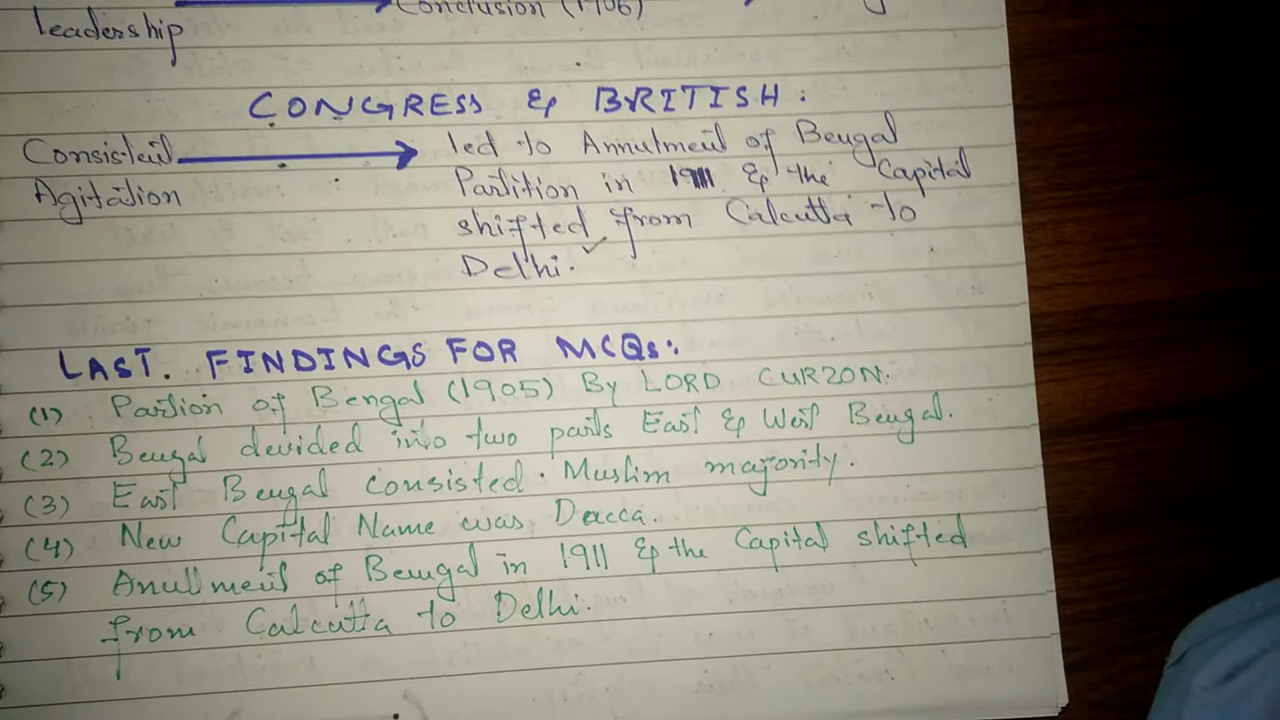 Conclusion (1906)
leadership
CONGRESS & BRITISH:
Consistent led to Annulment of Bengal
Agitation Partition in 1911 & the Capital
shifted from Calcutta to
Delhi.
LAST. FINDINGS FOR MCQs:
(1) Partion of Bengal (1905) By LORD CURZON.
(2) Bengal devided into two parts East & West Bengal.
(3) East Bengal consisted Muslim majority.
(4) New Capital Name was Dacca.
(5) Anullment of Bengal in 1911 & the Capital shifted
from Calcutta to Delhi.